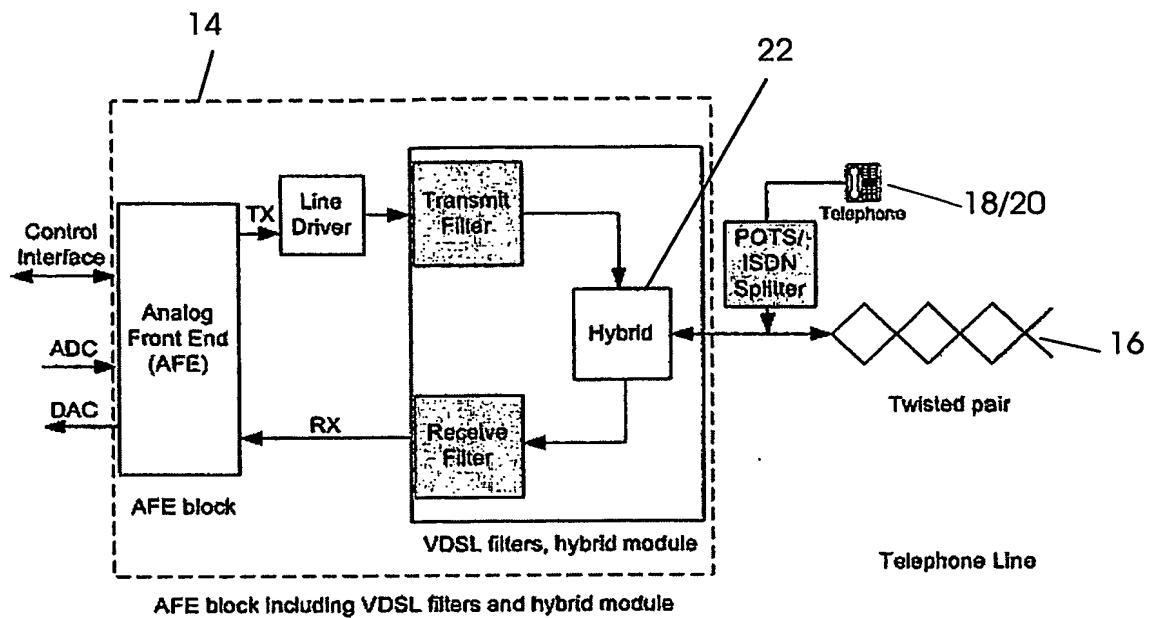 14
22
18/20
Telephone
Line
Driver
TX
Transmit
Filter
POTS/
ISDN
Splitter
Control
Interface
Analog
Front End
(AFE)
Hybrid
16
ADC
DAC
Twisted pair
RX
Receive
Filter
AFE block
VDSL filters, hybrid module
Telephone Line
AFE block including VDSL filters and hybrid module